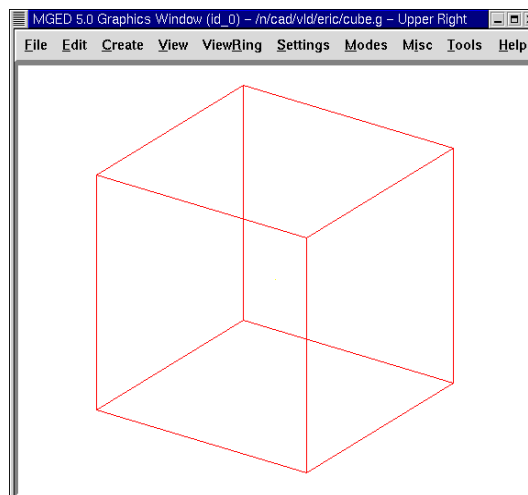 MGED 5.0 Graphics Window (id_0) – /n/cad/vld/eric/cube.g – Upper Right
File Edit Create View ViewRing Settings Modes Misc Tools Help